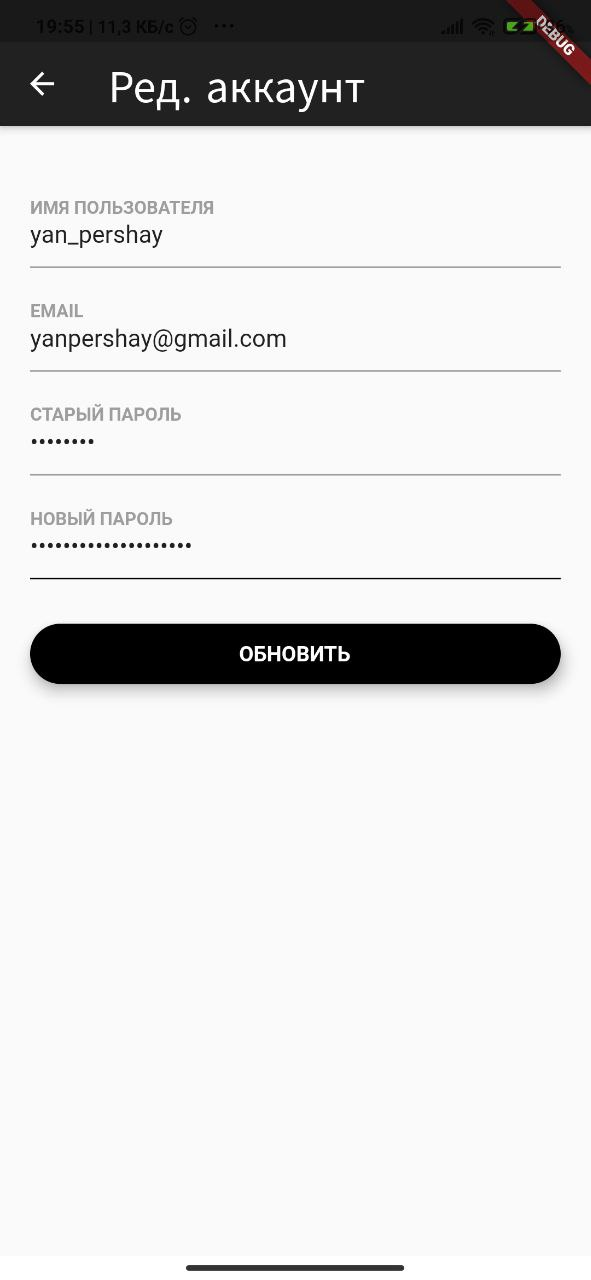 19:55 | 11,3 КБ/с ...
DEBUG
Ред. аккаунт
ИМЯ ПОЛЬЗОВАТЕЛЯ
yan_pershay
EMAIL
yanpershay@gmail.com
СТАРЫЙ ПАРОЛЬ
••••••••
НОВЫЙ ПАРОЛЬ
••••••••••••••••••••
ОБНОВИТЬ